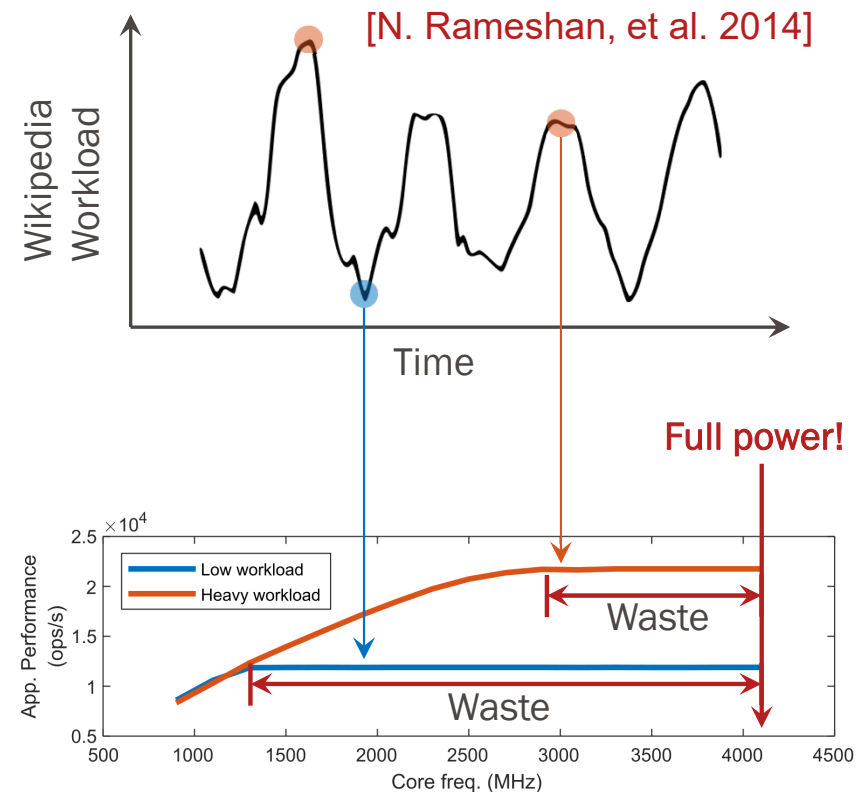 [N. Rameshan, et al. 2014]
Wikipedia
Workload
Time
Full power!
×10⁴
2.5
2
1.5
1
0.5
App. Performance
(ops/s)
Low workload
Heavy workload
Waste
Waste
500 1000 1500 2000 2500 3000 3500 4000 4500
Core freq. (MHz)